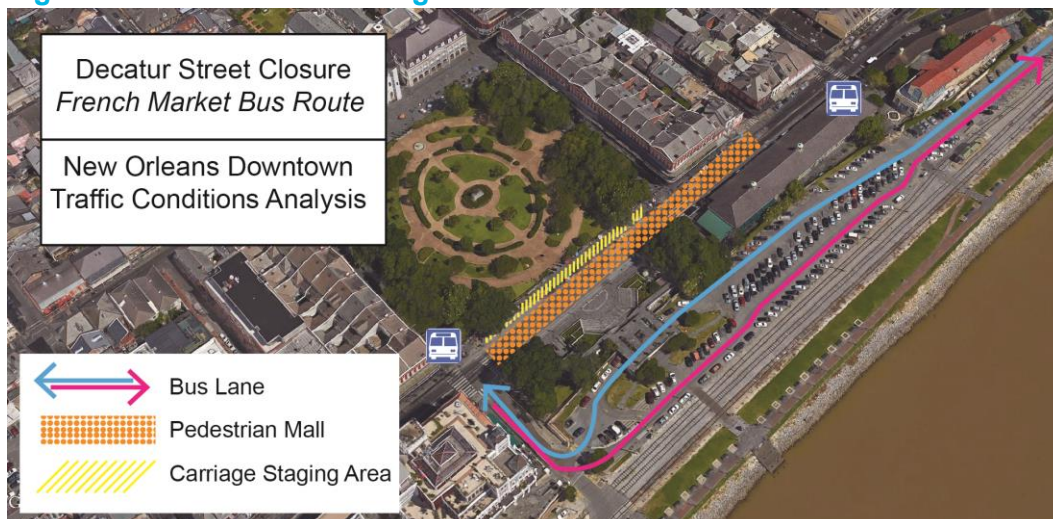 Decatur Street Closure
French Market Bus Route
New Orleans Downtown
Traffic Conditions Analysis
Bus Lane
Pedestrian Mall
Carriage Staging Area